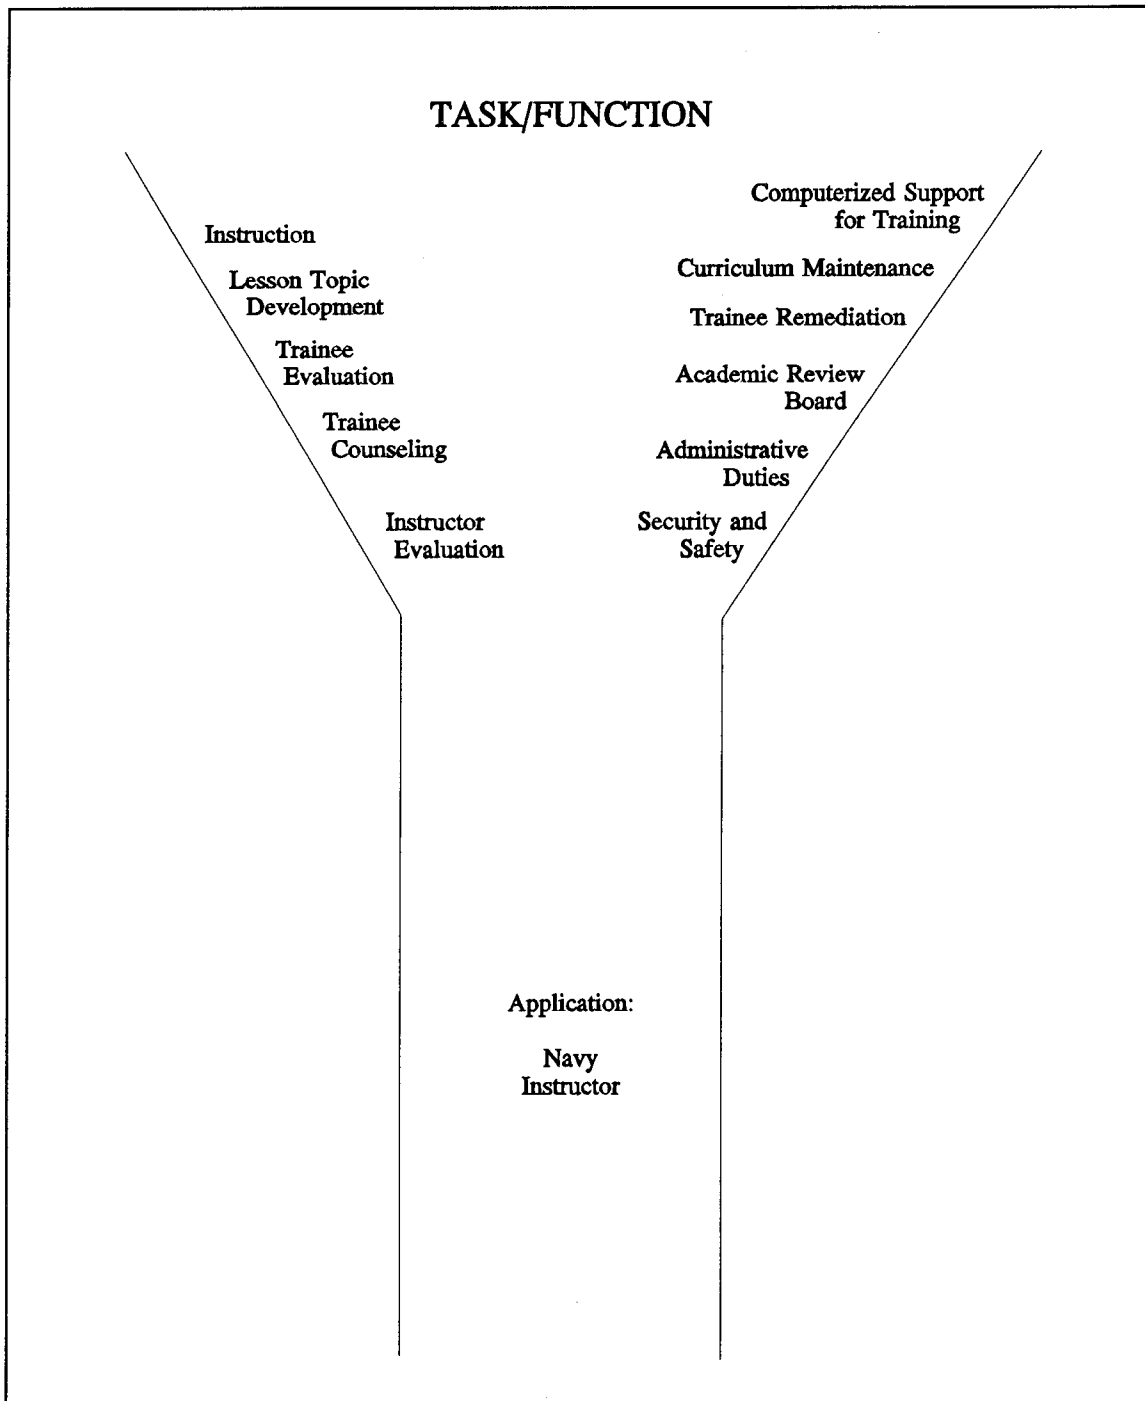 TASK/FUNCTION
Instruction
Lesson Topic
Development
Trainee
Evaluation
Trainee
Counseling
Instructor
Evaluation
Computerized Support
for Training
Curriculum Maintenance
Trainee Remediation
Academic Review
Board
Administrative
Duties
Security and
Safety
Application:
Navy
Instructor